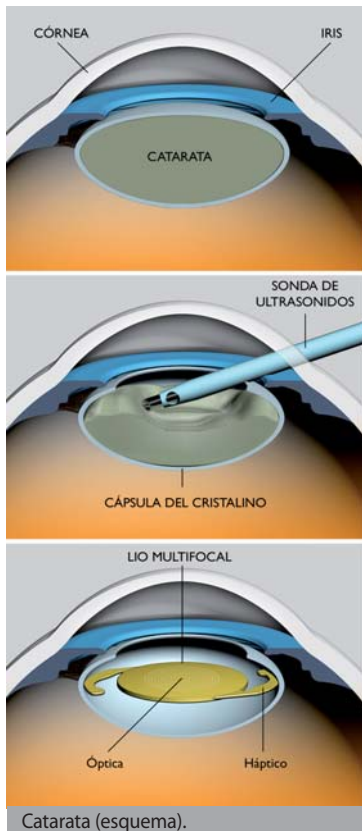 CÓRNEA
IRIS
CATARATA
SONDA DE
ULTRASONIDOS
CÁPSULA DEL CRISTALINO
LIO MULTIFOCAL
Óptica
Háptico
Catarata (esquema).